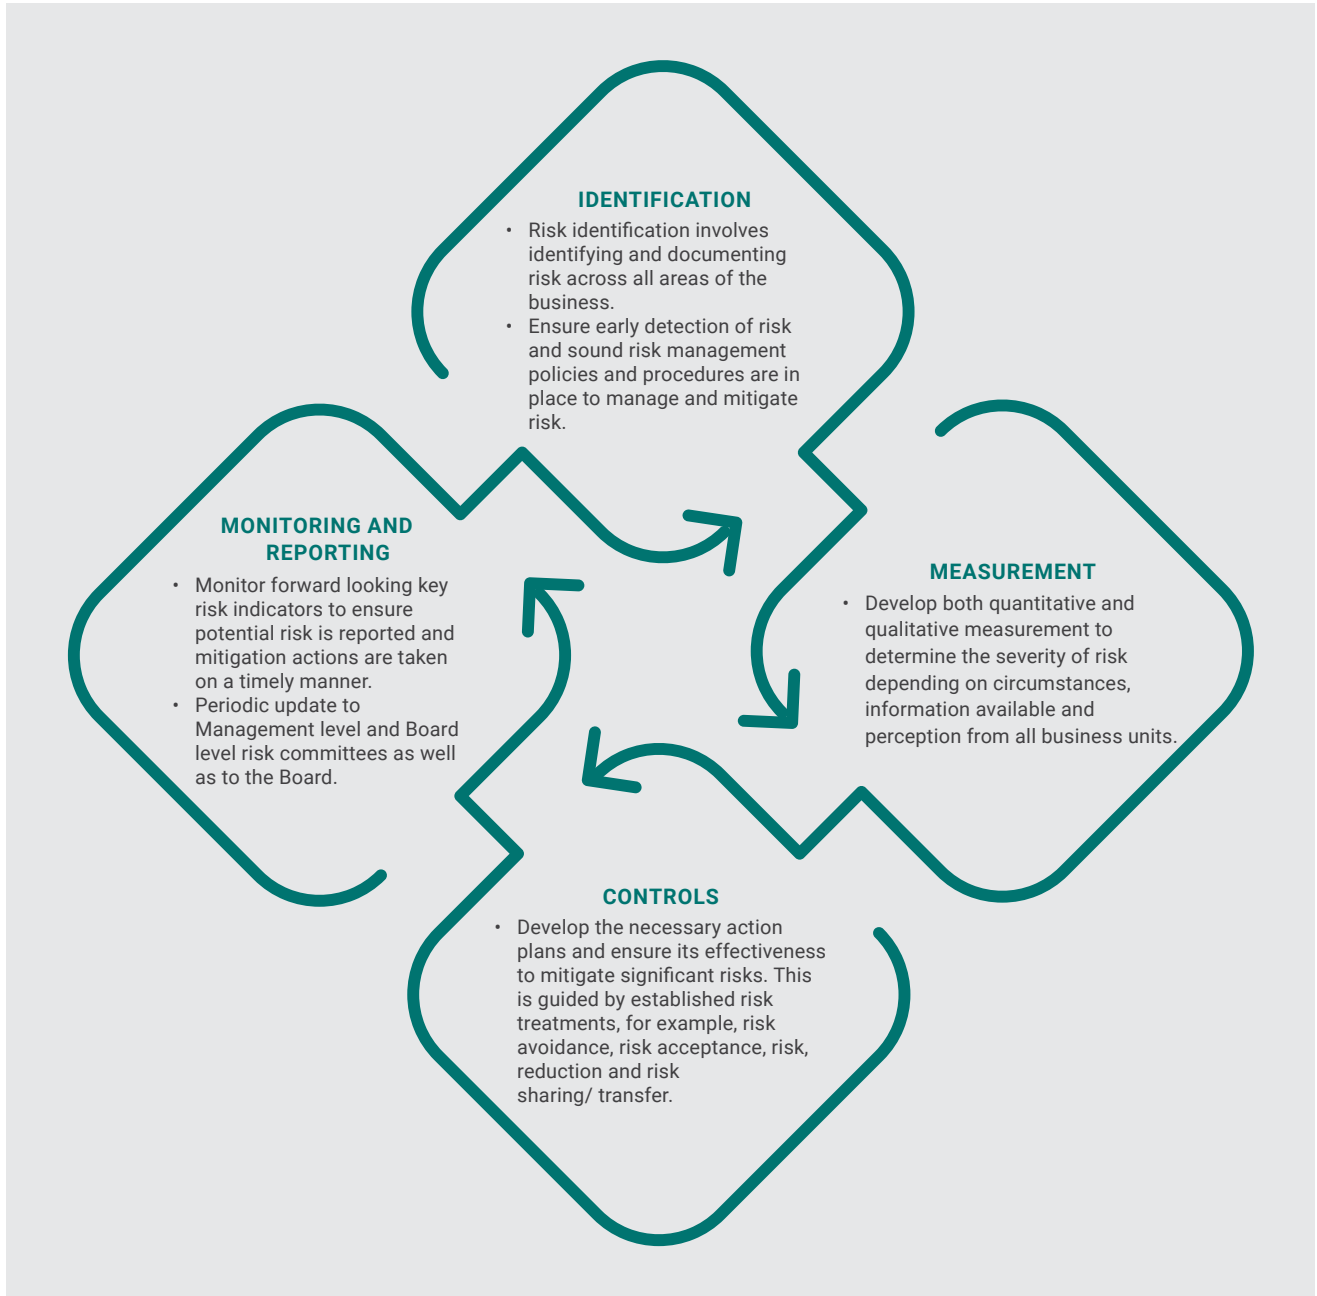 IDENTIFICATION
• Risk identification involves
identifying and documenting
risk across all areas of the
business.
• Ensure early detection of risk
and sound risk management
policies and procedures are in
place to manage and mitigate
risk.
MONITORING AND
REPORTING
• Monitor forward looking key
risk indicators to ensure
potential risk is reported and
mitigation actions are taken
on a timely manner.
• Periodic update to
Management level and Board
level risk committees as well
as to the Board.
MEASUREMENT
• Develop both quantitative and
qualitative measurement to
determine the severity of risk
depending on circumstances,
information available and
perception from all business units.
CONTROLS
• Develop the necessary action
plans and ensure its effectiveness
to mitigate significant risks. This
is guided by established risk
treatments, for example, risk
avoidance, risk acceptance, risk,
reduction and risk
sharing/ transfer.